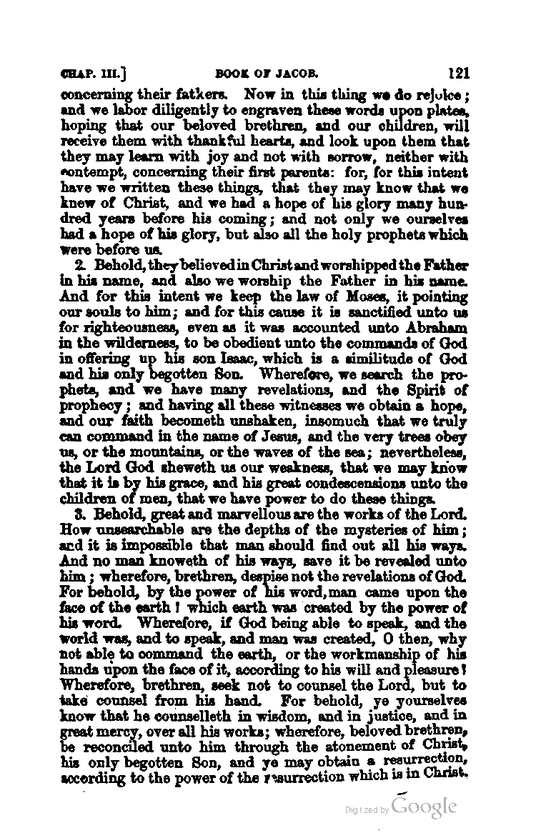 CHAP. III.] BOOK OF JACOB. 121
concerning their fathers. Now in this thing we do rejoice;
and we labor diligently to engraven these words upon plates,
hoping that our beloved brethren, and our children, will
receive them with thankful hearts, and look upon them that
they may learn with joy and not with sorrow, neither with
contempt, concerning their first parents: for, for this intent
have we written these things, that they may know that we
knew of Christ, and we had a hope of his glory many hun-
dred years before his coming; and not only we ourselves
had a hope of his glory, but also all the holy prophets which
were before us.
2. Behold, they believed in Christ and worshipped the Father
in his name, and also we worship the Father in his name.
And for this intent we keep the law of Moses, it pointing
our souls to him; and for this cause it is sanctified unto us
for righteousness, even as it was accounted unto Abraham
in the wilderness, to be obedient unto the commands of God
in offering up his son Isaac, which is a similitude of God
and his only begotten Son. Wherefore, we search the pro-
phets, and we have many revelations, and the Spirit of
prophecy; and having all these witnesses we obtain a hope,
and our faith becometh unshaken, insomuch that we truly
can command in the name of Jesus, and the very trees obey
us, or the mountains, or the waves of the sea; nevertheless,
the Lord God sheweth us our weakness, that we may know
that it is by his grace, and his great condescensions unto the
children of men, that we have power to do these things.
3. Behold, great and marvellous are the works of the Lord.
How unsearchable are the depths of the mysteries of him;
and it is impossible that man should find out all his ways.
And no man knoweth of his ways, save it be revealed unto
him; wherefore, brethren, despise not the revelations of God.
For behold, by the power of his word, man came upon the
face of the earth! which earth was created by the power of
his word. Wherefore, if God being able to speak, and the
world was, and to speak, and man was created, O then, why
not able to command the earth, or the workmanship of his
hands upon the face of it, according to his will and pleasure?
Wherefore, brethren, seek not to counsel the Lord, but to
take counsel from his hand. For behold, ye yourselves
know that he counselleth in wisdom, and in justice, and in
great mercy, over all his works; wherefore, beloved brethren,
be reconciled unto him through the atonement of Christ,
his only begotten Son, and ye may obtain a resurrection,
according to the power of the resurrection which is in Christ.
Digitized by Google